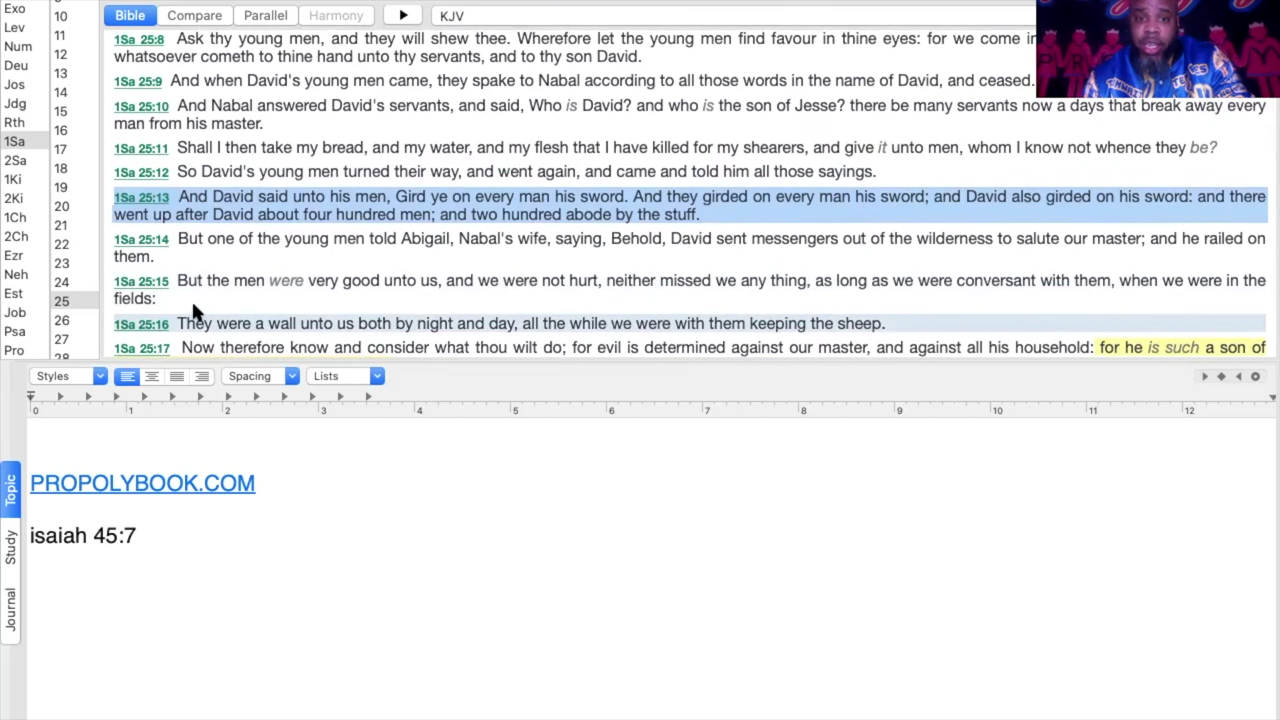 Exo
Lev
Num
Deu
Jos
Jdg
Rth
1Sa
2Sa
1Ki
2Ki
1Ch
2Ch
Ezr
Neh
Est
Job
Psa
Pro
10
11
12
13
14
15
16
17
18
19
20
21
22
23
24
25
26
27
28
Bible Compare Parallel Harmony KJV
1Sa 25:8 Ask thy young men, and they will shew thee. Wherefore let the young men find favour in thine eyes: for we come in
whatsoever cometh to thine hand unto thy servants, and to thy son David.
1Sa 25:9 And when David's young men came, they spake to Nabal according to all those words in the name of David, and ceased.
1Sa 25:10 And Nabal answered David's servants, and said, Who is David? and who is the son of Jesse? there be many servants now a days that break away every
man from his master.
1Sa 25:11 Shall I then take my bread, and my water, and my flesh that I have killed for my shearers, and give it unto men, whom I know not whence they be?
1Sa 25:12 So David's young men turned their way, and went again, and came and told him all those sayings.
1Sa 25:13 And David said unto his men, Gird ye on every man his sword. And they girded on every man his sword; and David also girded on his sword: and there
went up after David about four hundred men; and two hundred abode by the stuff.
1Sa 25:14 But one of the young men told Abigail, Nabal's wife, saying, Behold, David sent messengers out of the wilderness to salute our master; and he railed on
them.
1Sa 25:15 But the men were very good unto us, and we were not hurt, neither missed we any thing, as long as we were conversant with them, when we were in the
fields:
1Sa 25:16 They were a wall unto us both by night and day, all the while we were with them keeping the sheep.
1Sa 25:17 Now therefore know and consider what thou wilt do; for evil is determined against our master, and against all his household: for he is such a son of
Styles Spacing Lists
0 1 2 3 4 5 6 7 8 9 10 11 12
Topic
Study
Journal
PROPOLYBOOK.COM
isaiah 45:7